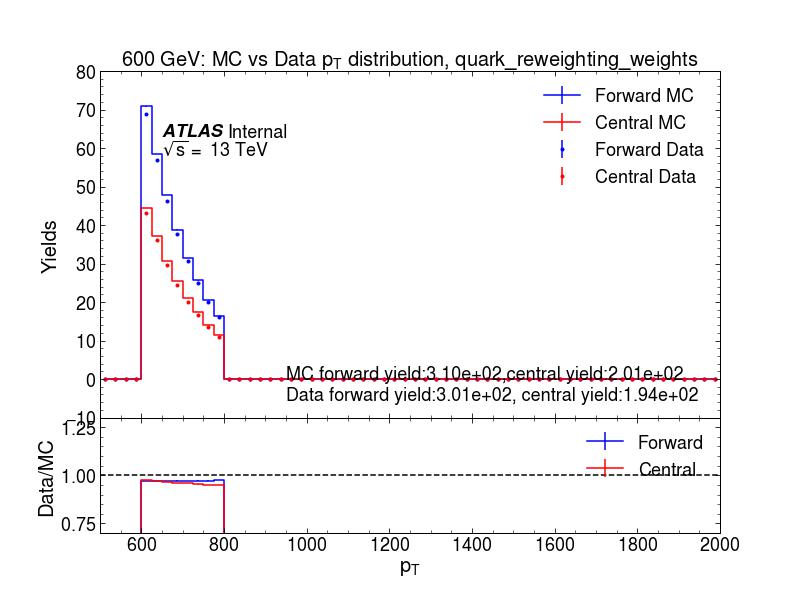 600 GeV: MC vs Data pT distribution, quark_reweighting_weights
80
70
60
50
40
30
20
10
0
−10
Yields
ATLAS Internal
√s = 13 TeV
Forward MC
Central MC
Forward Data
Central Data
MC forward yield:3.10e+02,central yield:2.01e+02
Data forward yield:3.01e+02, central yield:1.94e+02
1.25
1.00
0.75
Data/MC
Forward
Central
600 800 1000 1200 1400 1600 1800 2000
pT